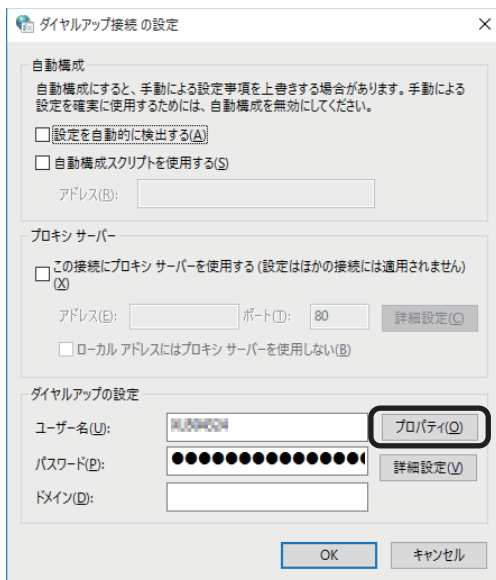 ダイヤルアップ接続 の設定
自動構成
自動構成にすると、手動による設定事項を上書きする場合があります。手動による
設定を確実に使用するためには、自動構成を無効にしてください。
設定を自動的に検出する(A)
自動構成スクリプトを使用する(S)
アドレス(R):
プロキシ サーバー
この接続にプロキシ サーバーを使用する (設定はほかの接続には適用されません)
(X)
アドレス(E): ポート(T): 80 詳細設定(C)
ローカル アドレスにはプロキシ サーバーを使用しない(B)
ダイヤルアップの設定
ユーザー名(U): プロパティ(O)
パスワード(P): ●●●●●●●●●●●●●●● 詳細設定(V)
ドメイン(D):
OK キャンセル